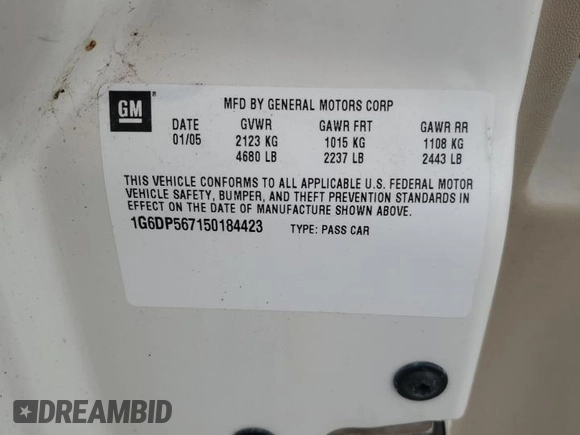 GM ®
MFD BY GENERAL MOTORS CORP
DATE GVWR GAWR FRT GAWR RR
01/05 2123 KG 1015 KG 1108 KG
4680 LB 2237 LB 2443 LB
THIS VEHICLE CONFORMS TO ALL APPLICABLE U.S. FEDERAL MOTOR
VEHICLE SAFETY, BUMPER, AND THEFT PREVENTION STANDARDS IN
EFFECT ON THE DATE OF MANUFACTURE SHOWN ABOVE.
1G6DP567150184423 TYPE: PASS CAR
DREAMBID